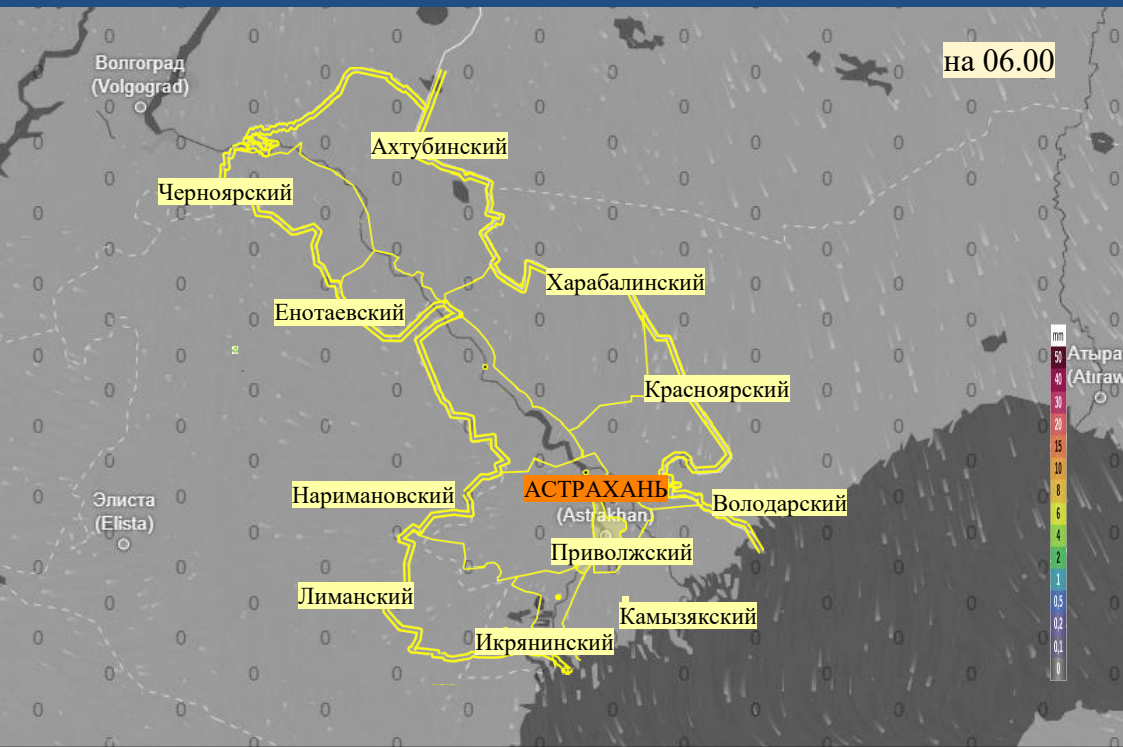 на 06.00
Волгоград
(Volgograd)
Ахтубинский
Черноярский
Харабалинский
Енотаевский
mm
50
40
30
20
15
10
8
6
4
2
1
0,5
0,2
0,1
0
Атыра
(Atıraw
Красноярский
Элиста
(Elista)
Наримановский
АСТРАХАНЬ
(Astrakhan)
Володарский
Приволжский
Лиманский
Камызякский
Икрянинский